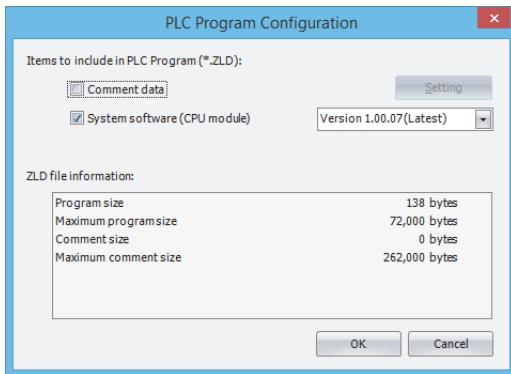 PLC Program Configuration
Items to include in PLC Program (*.ZLD):
Comment data
Setting
System software (CPU module)
Version 1.00.07(Latest)
ZLD file information:
Program size 138 bytes
Maximum program size 72,000 bytes
Comment size 0 bytes
Maximum comment size 262,000 bytes
OK Cancel